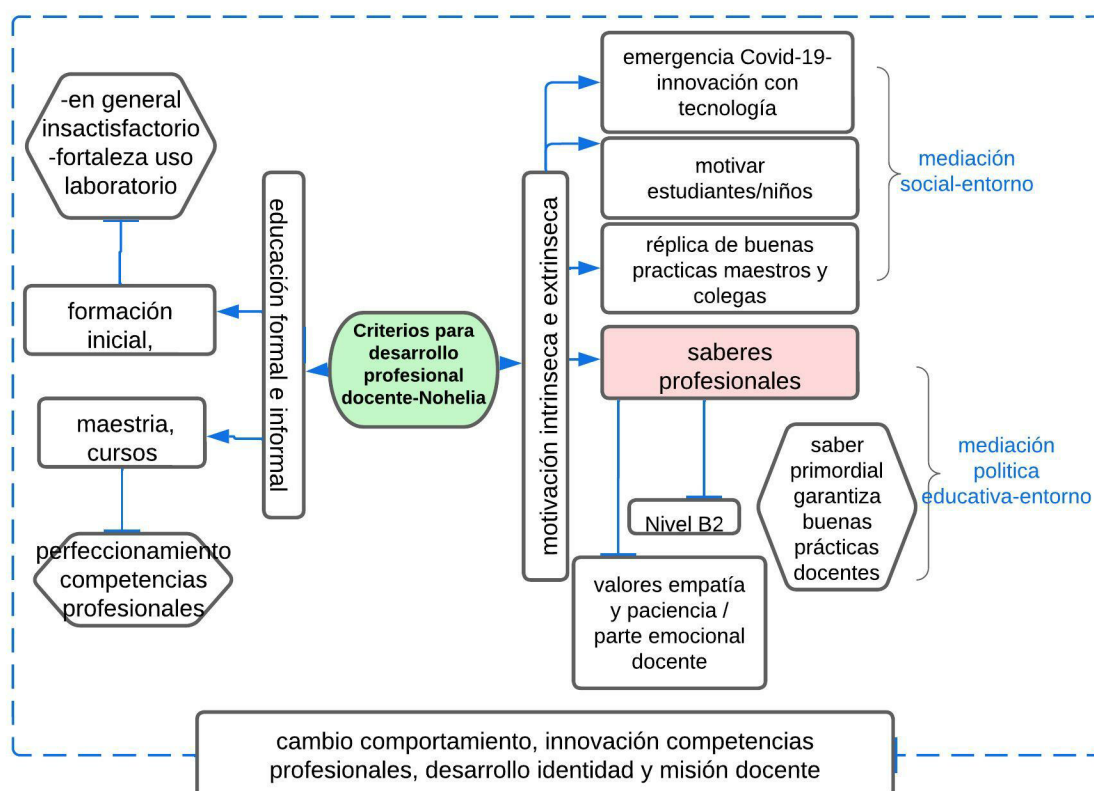 -en general
insactisfactorio
-fortaleza uso
laboratorio
formación
inicial,
maestria,
cursos
perfeccionamiento
competencias
profesionales
educación formal e informal
Criterios para
desarrollo
profesional
docente-Nohelia
motivación intrinseca e extrinseca
emergencia Covid-19-
innovación con
tecnología
motivar
estudiantes/niños
réplica de buenas
practicas maestros y
colegas
mediación
social-entorno
saberes
profesionales
Nivel B2
valores empatía
y paciencia /
parte emocional
docente
saber
primordial
garantiza
buenas
prácticas
docentes
mediación
politica
educativa-entorno
cambio comportamiento, innovación competencias
profesionales, desarrollo identidad y misión docente